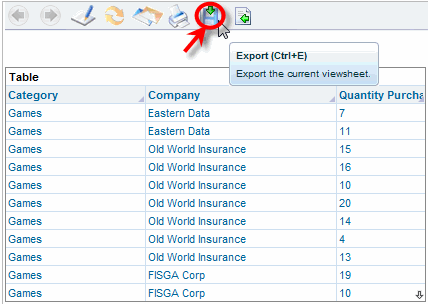 Export (Ctrl+E)
Export the current viewsheet.
Table
Category Company Quantity Purcha
Games Eastern Data 7
Games Eastern Data 11
Games Old World Insurance 15
Games Old World Insurance 16
Games Old World Insurance 10
Games Old World Insurance 20
Games Old World Insurance 14
Games Old World Insurance 4
Games Old World Insurance 13
Games FISGA Corp 19
Games FISGA Corp 10